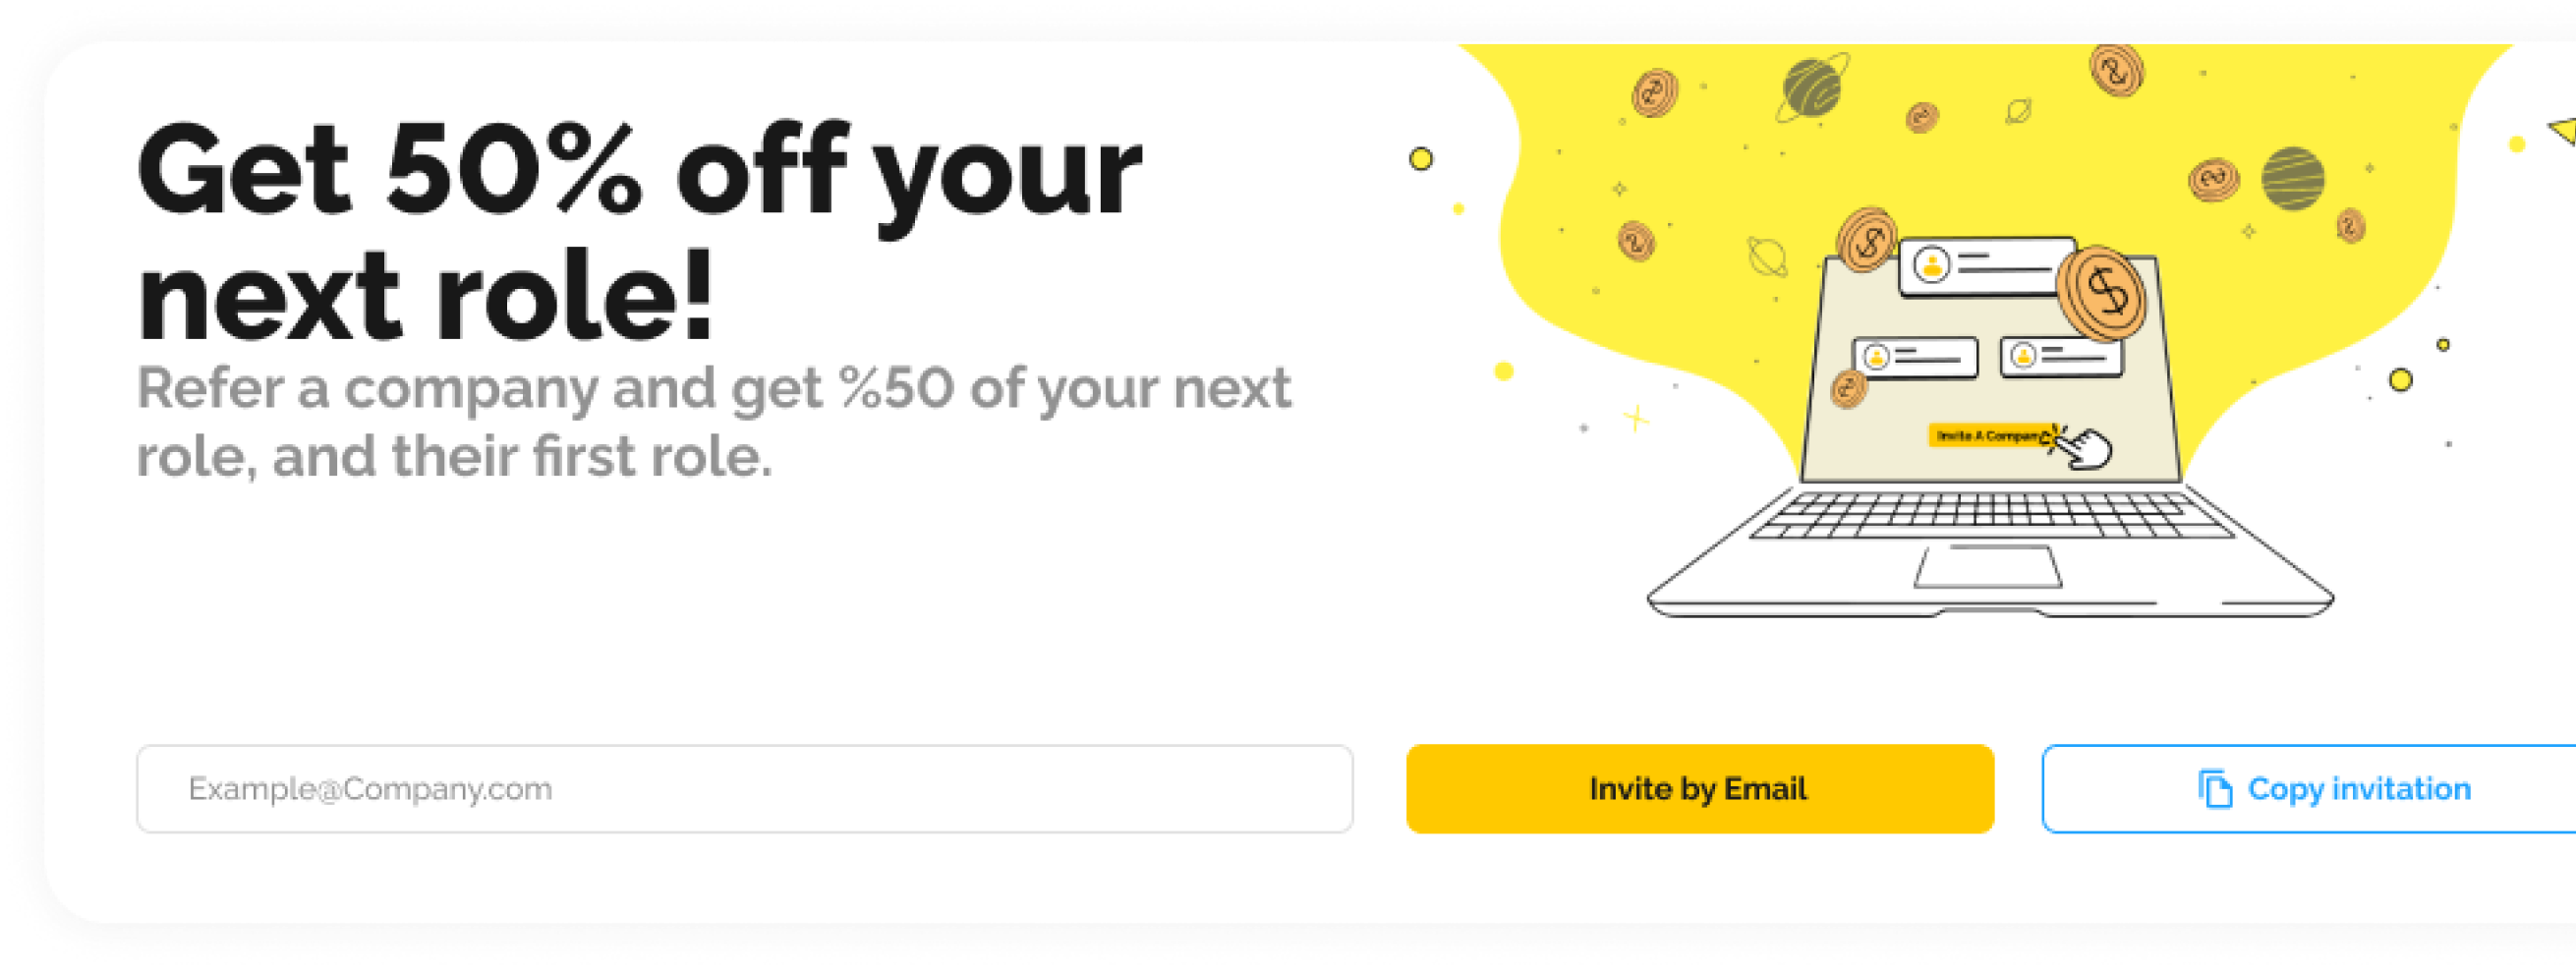 Get 50% off your
next role!
Refer a company and get %50 of your next
role, and their first role.
Invite A Company
Example@Company.com
Invite by Email
Copy invitation